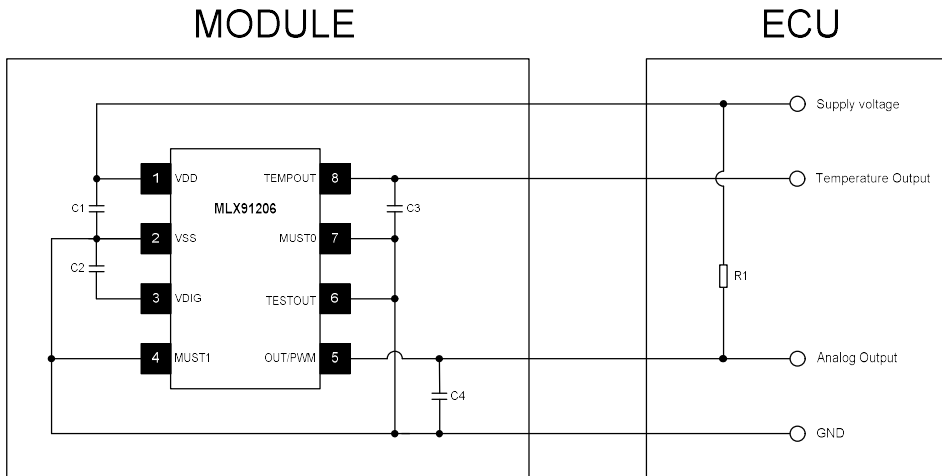 MODULE
ECU
Supply voltage
1 VDD
TEMPOUT 8
Temperature Output
MLX91206
C1
C3
2 VSS
MUST0 7
C2
R1
3 VDIG
TESTOUT 6
4 MUST1
OUT/PWM 5
Analog Output
C4
GND